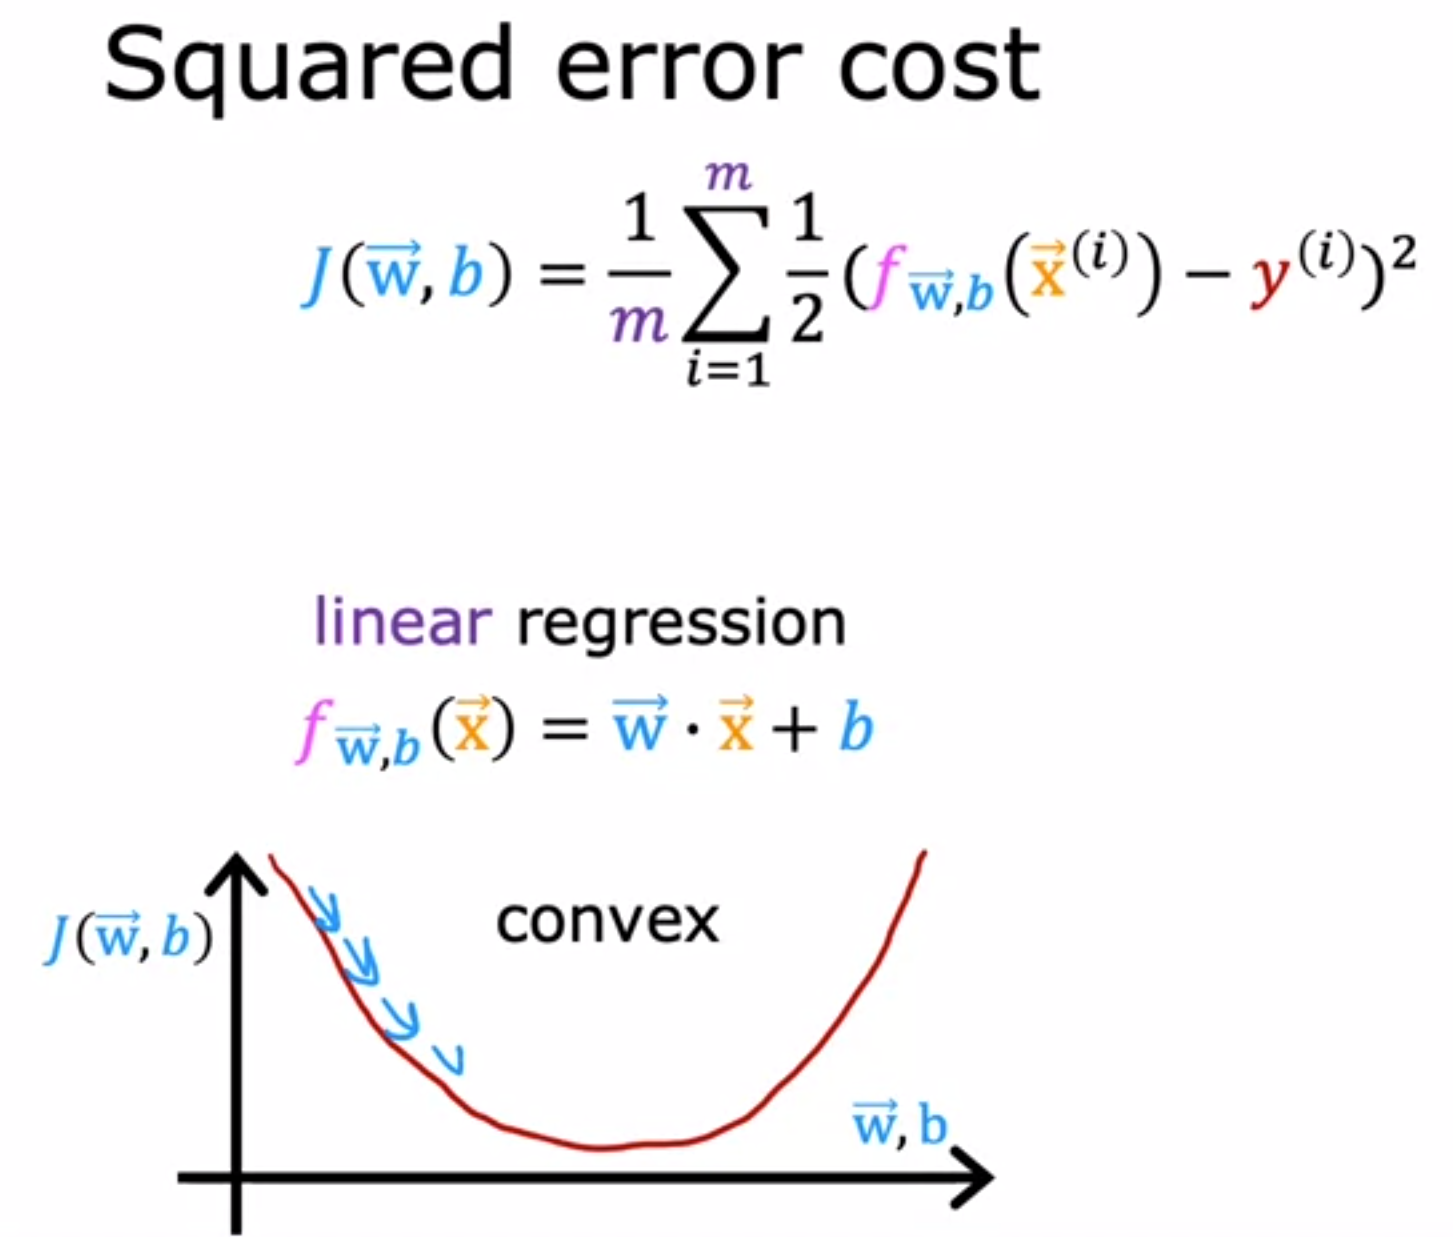 Squared error cost
J(w⃗, b) = 1/m ∑_{i=1}^{m} 1/2 (f_{w⃗,b}(x⃗^{(i)}) − y^{(i)})^2
linear regression
f_{w⃗,b}(x⃗) = w⃗ · x⃗ + b
J(w⃗, b)
convex
w⃗, b